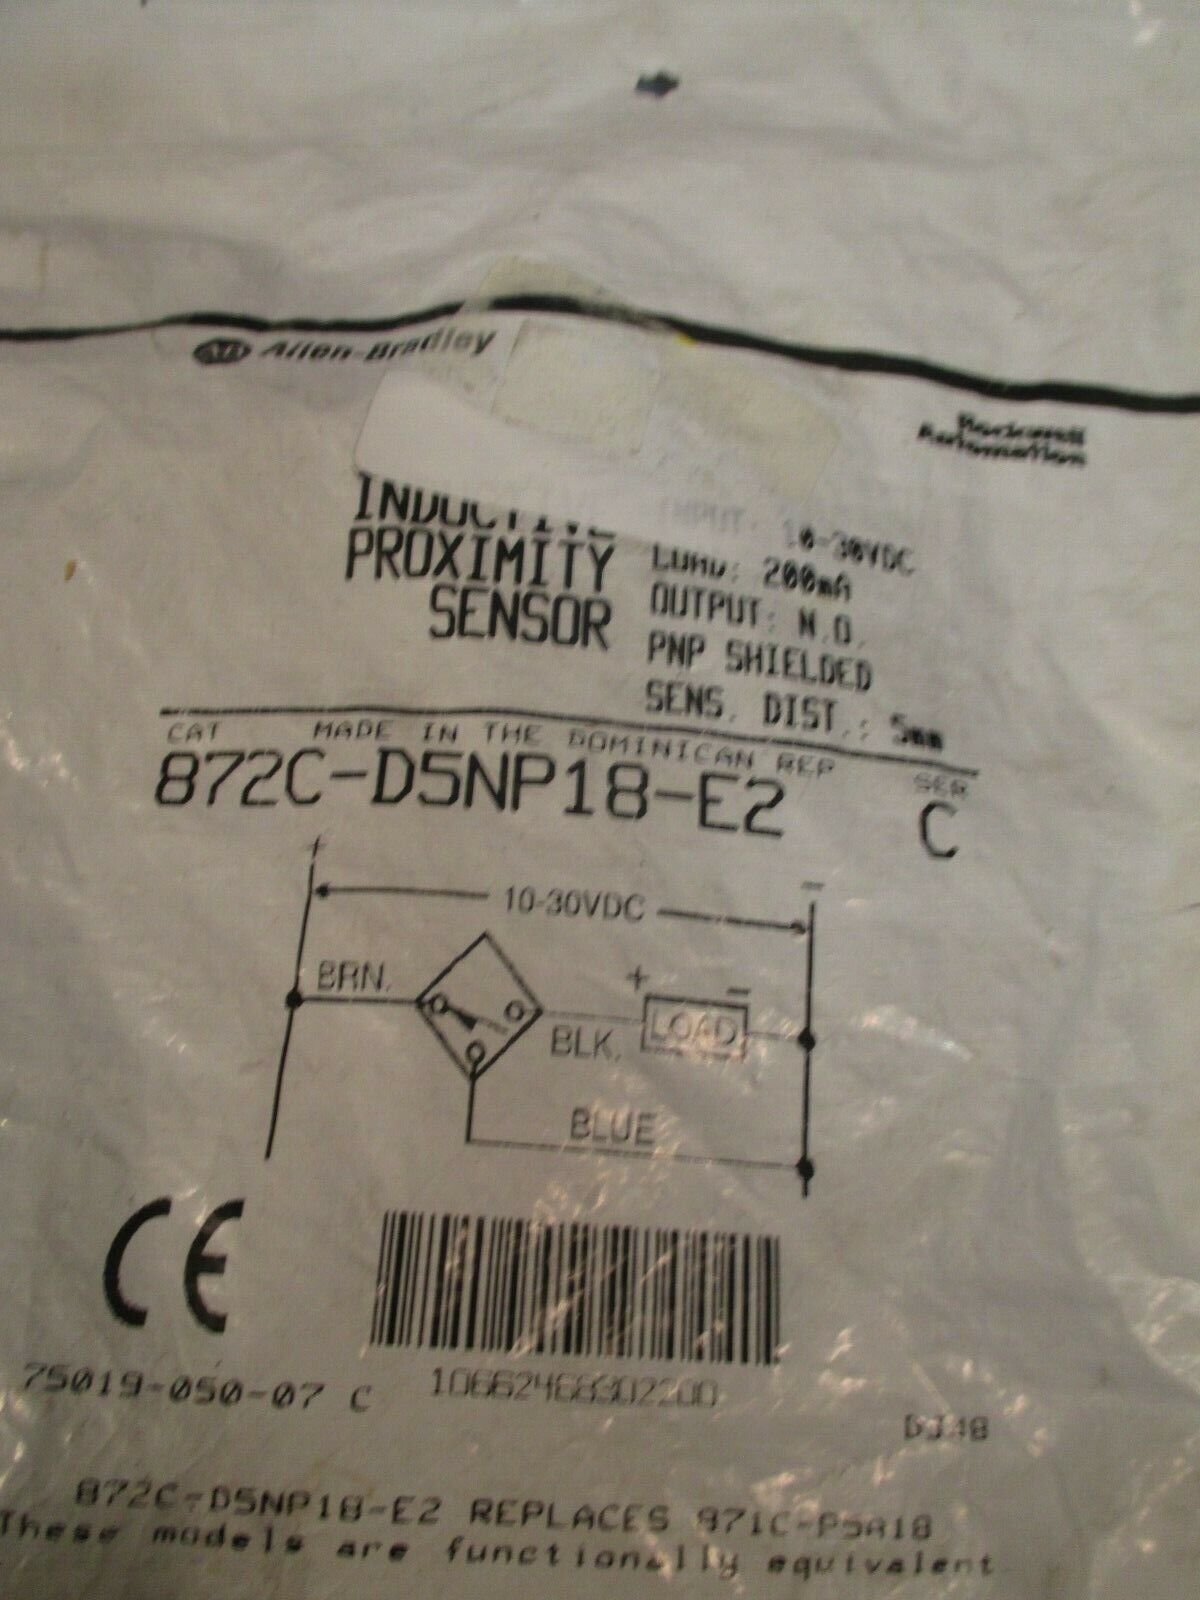 Allen-Bradley
Rockwell
Automation
INDUCTIVE
PROXIMITY
SENSOR
INPUT: 10-30VDC
LOAD: 200mA
OUTPUT: N.O.
PNP SHIELDED
SENS. DIST.: 5mm
CAT MADE IN THE DOMINICAN REP SER
872C-D5NP18-E2 C
+ −
10-30VDC
BRN.
+ −
LOAD
BLK.
BLUE
CE
75019-050-07 C
10662468302200
DJ48
872C-D5NP18-E2 REPLACES 871C-P5A18
These models are functionally equivalent